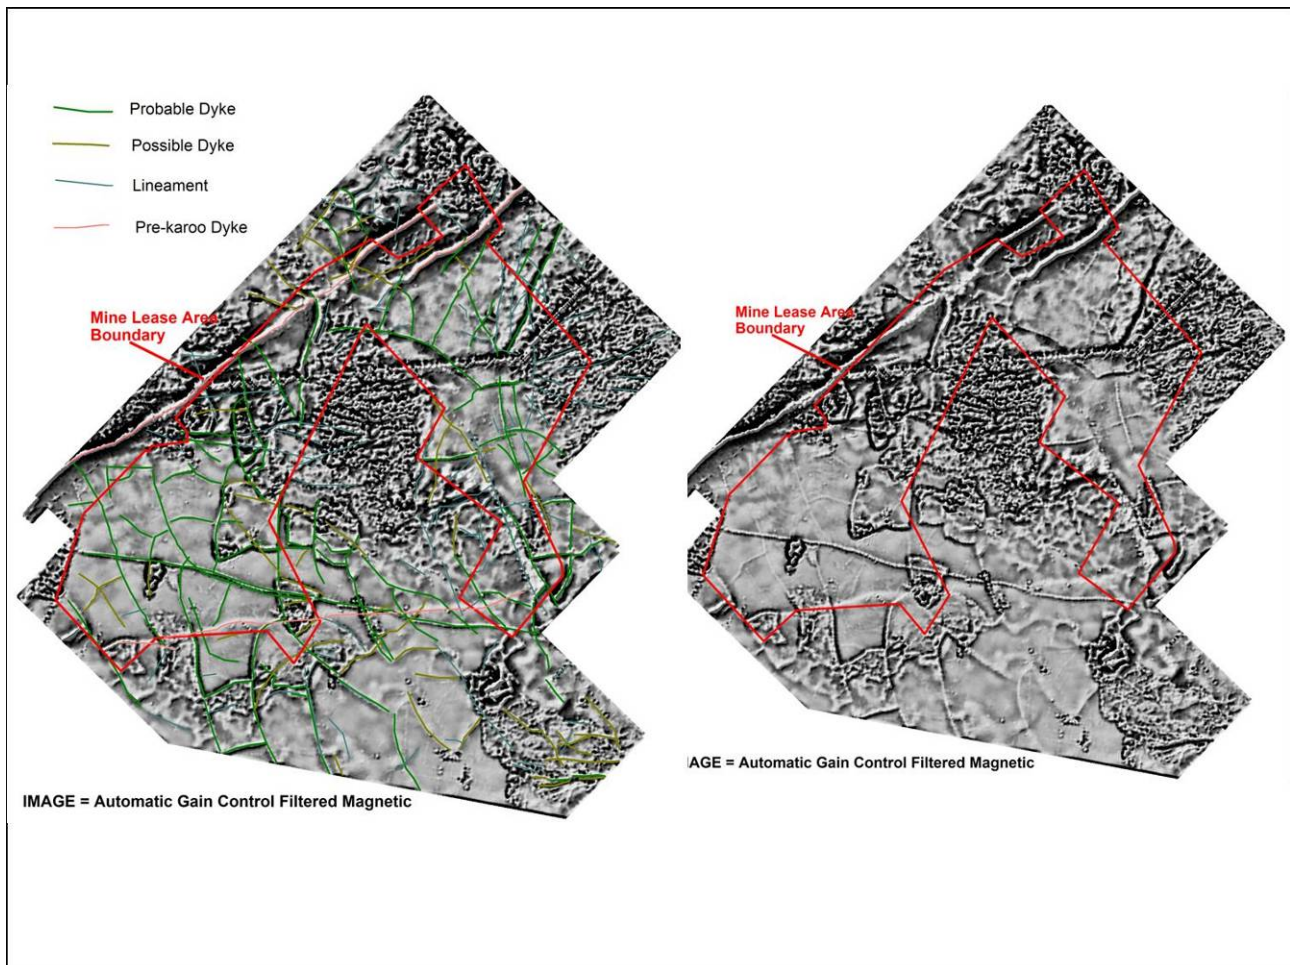 Probable Dyke
Possible Dyke
Lineament
Pre-karoo Dyke
Mine Lease Area
Boundary
IMAGE = Automatic Gain Control Filtered Magnetic
Mine Lease Area
Boundary
AGE = Automatic Gain Control Filtered Magnetic